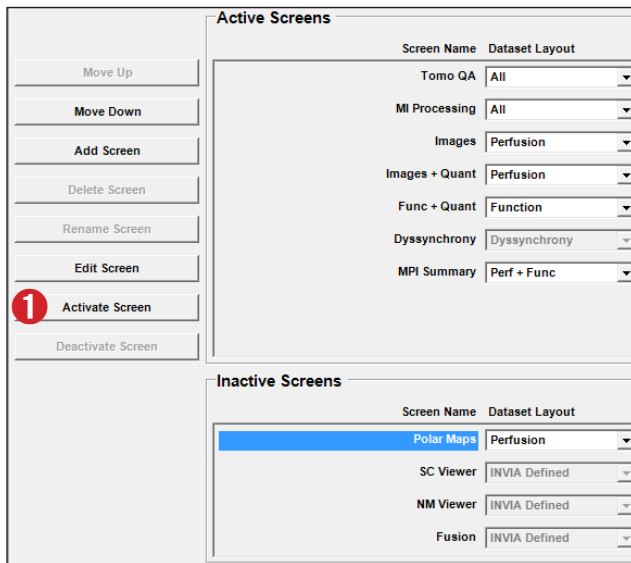 Active Screens
Screen Name Dataset Layout
Move Up
Move Down
Add Screen
Delete Screen
Rename Screen
Edit Screen
1 Activate Screen
Deactivate Screen
Tomo QA All
MI Processing All
Images Perfusion
Images + Quant Perfusion
Func + Quant Function
Dyssynchrony Dyssynchrony
MPI Summary Perf + Func
Inactive Screens
Screen Name Dataset Layout
Polar Maps Perfusion
SC Viewer INVIA Defined
NM Viewer INVIA Defined
Fusion INVIA Defined